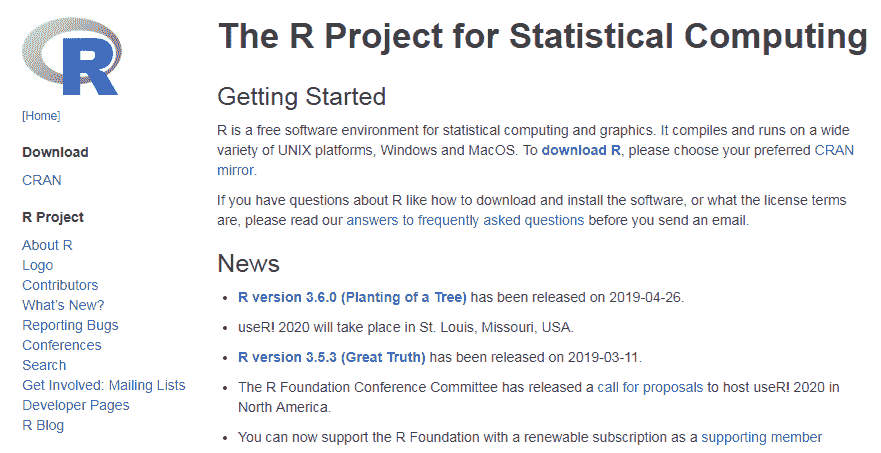 R
[Home]
Download
CRAN
R Project
About R
Logo
Contributors
What's New?
Reporting Bugs
Conferences
Search
Get Involved: Mailing Lists
Developer Pages
R Blog
The R Project for Statistical Computing
Getting Started
R is a free software environment for statistical computing and graphics. It compiles and runs on a wide
variety of UNIX platforms, Windows and MacOS. To download R, please choose your preferred CRAN
mirror.
If you have questions about R like how to download and install the software, or what the license terms
are, please read our answers to frequently asked questions before you send an email.
News
• R version 3.6.0 (Planting of a Tree) has been released on 2019-04-26.
• useR! 2020 will take place in St. Louis, Missouri, USA.
• R version 3.5.3 (Great Truth) has been released on 2019-03-11.
• The R Foundation Conference Committee has released a call for proposals to host useR! 2020 in
North America.
• You can now support the R Foundation with a renewable subscription as a supporting member